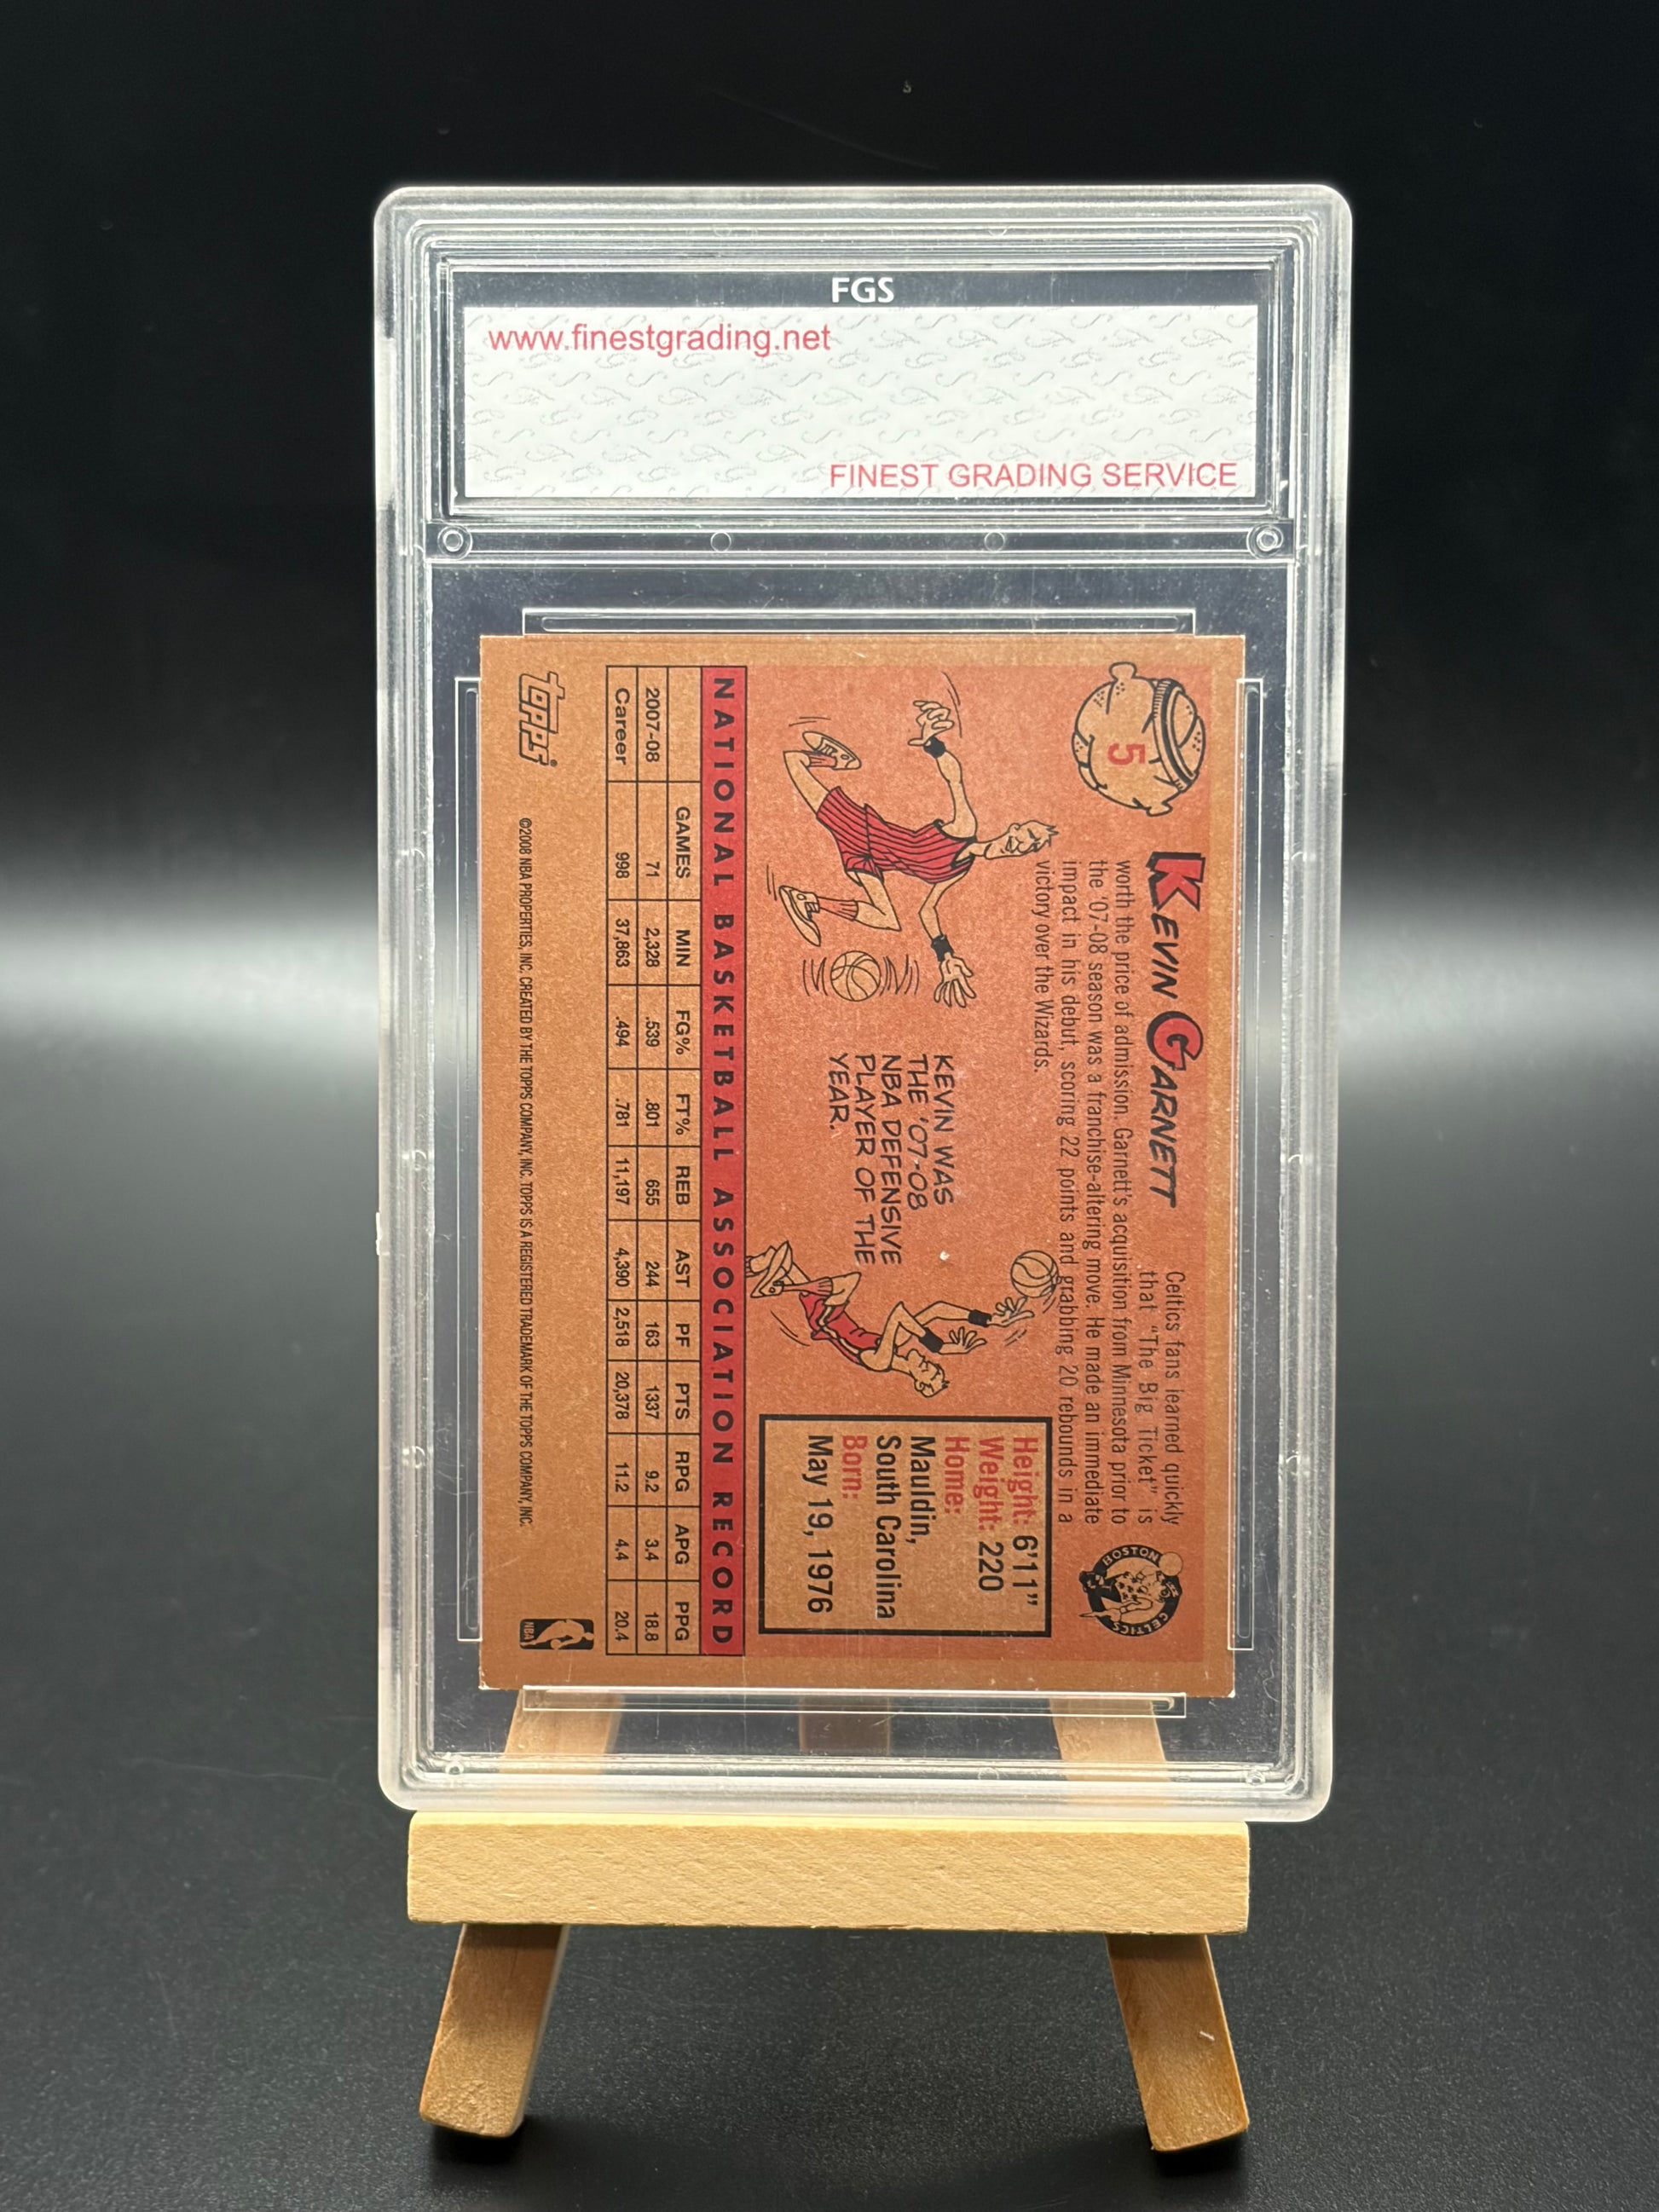 FGS
www.finestgrading.net
FINEST GRADING SERVICE
5
KEVIN GARNETT
Celtics fans learned quickly
that "The Big Ticket" is
worth the price of admission. Garnett's acquisition from Minnesota prior to
the '07-08 season was a franchise-altering move. He made an immediate
impact in his debut, scoring 22 points and grabbing 20 rebounds in a
victory over the Wizards.
BOSTON
CELTICS
KEVIN WAS
THE '07-08
NBA DEFENSIVE
PLAYER OF THE
YEAR.
Height: 6'11"
Weight: 220
Home:
Mauldin,
South Carolina
Born:
May 19, 1976
NATIONAL BASKETBALL ASSOCIATION RECORD
GAMES MIN FG% FT% REB AST PF PTS RPG APG PPG
2007-08 71 2,328 .539 .801 655 244 163 1337 9.2 3.4 18.8
Career 998 37,863 .494 .781 11,197 4,390 2,518 20,378 11.2 4.4 20.4
topps
©2008 NBA PROPERTIES, INC. CREATED BY THE TOPPS COMPANY, INC. TOPPS IS A REGISTERED TRADEMARK OF THE TOPPS COMPANY, INC.
NBA